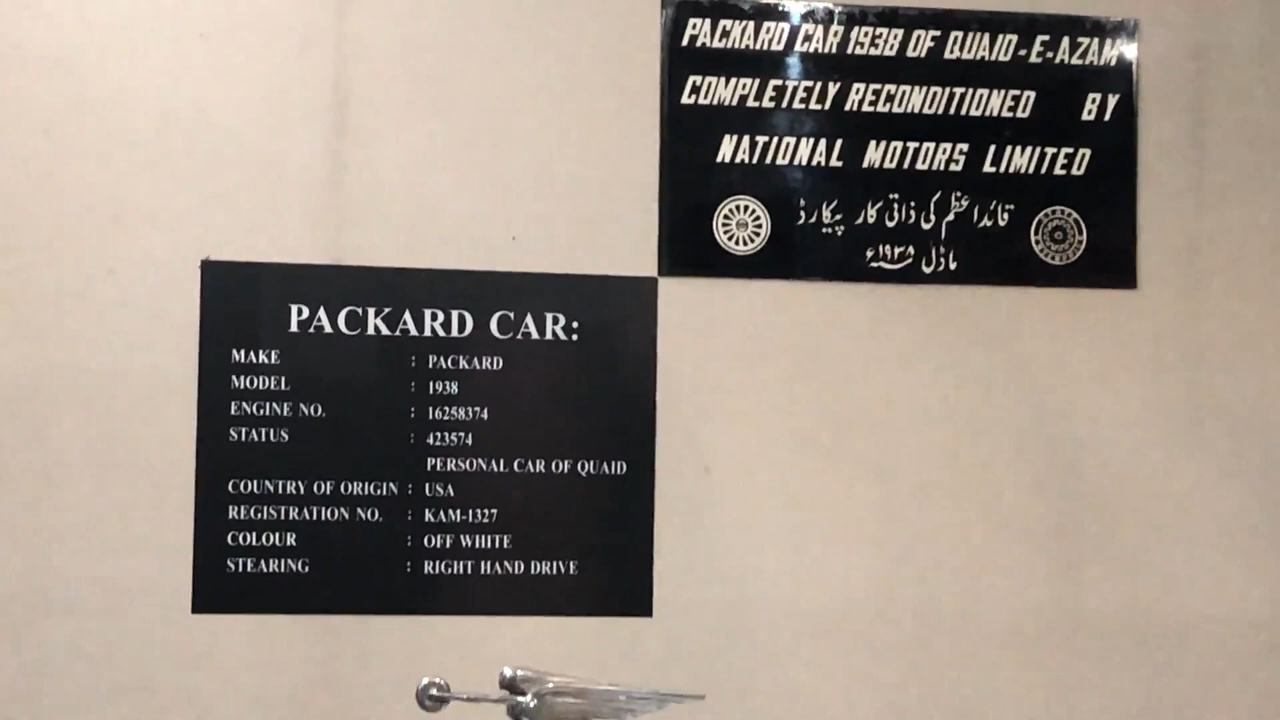 PACKARD CAR 1938 OF QUAID-E-AZAM
COMPLETELY RECONDITIONED BY
NATIONAL MOTORS LIMITED
قائداعظم کی ذاتی کار پیکارڈ
ماڈل ۱۹۳۸ء
STATE
PACKARD CAR:
MAKE : PACKARD
MODEL : 1938
ENGINE NO. : 16258374
STATUS : 423574
PERSONAL CAR OF QUAID
COUNTRY OF ORIGIN : USA
REGISTRATION NO. : KAM-1327
COLOUR : OFF WHITE
STEARING : RIGHT HAND DRIVE